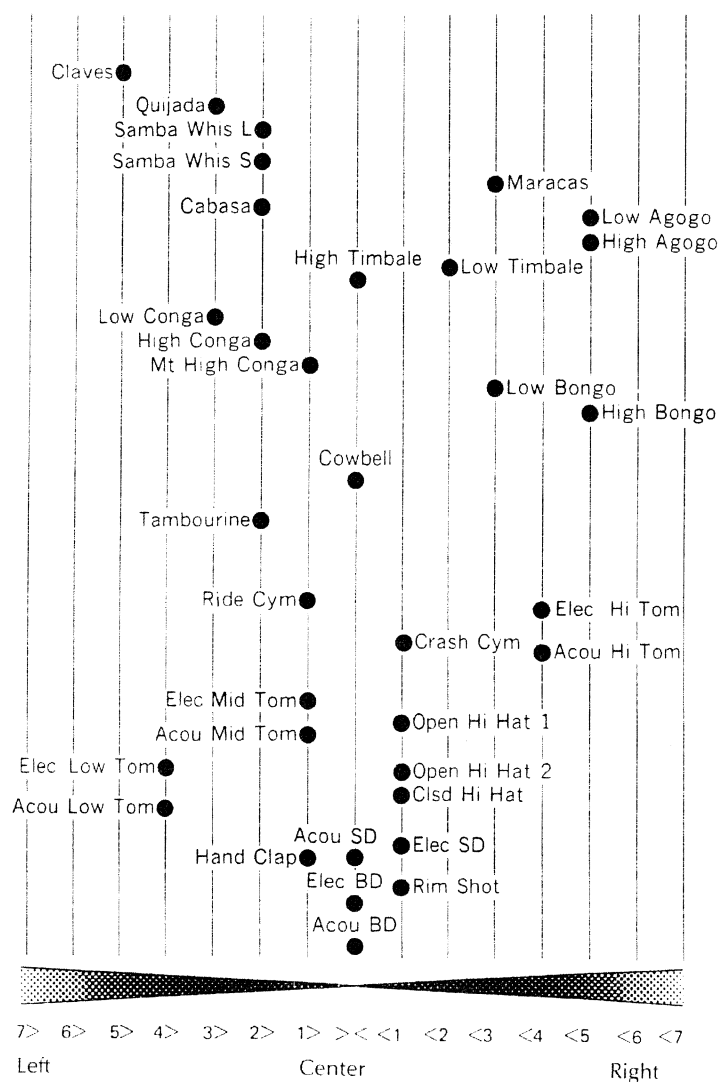 Claves
Quijada
Samba Whis L
Samba Whis S
Maracas
Cabasa
Low Agogo
High Agogo
High Timbale
Low Timbale
Low Conga
High Conga
Mt High Conga
Low Bongo
High Bongo
Cowbell
Tambourine
Ride Cym
Elec Hi Tom
Crash Cym
Acou Hi Tom
Elec Mid Tom
Open Hi Hat 1
Acou Mid Tom
Elec Low Tom
Open Hi Hat 2
Clsd Hi Hat
Acou Low Tom
Acou SD
Elec SD
Hand Clap
Elec BD
Rim Shot
Acou BD
7> 6> 5> 4> 3> 2> 1> >< <1 <2 <3 <4 <5 <6 <7
Left Center Right